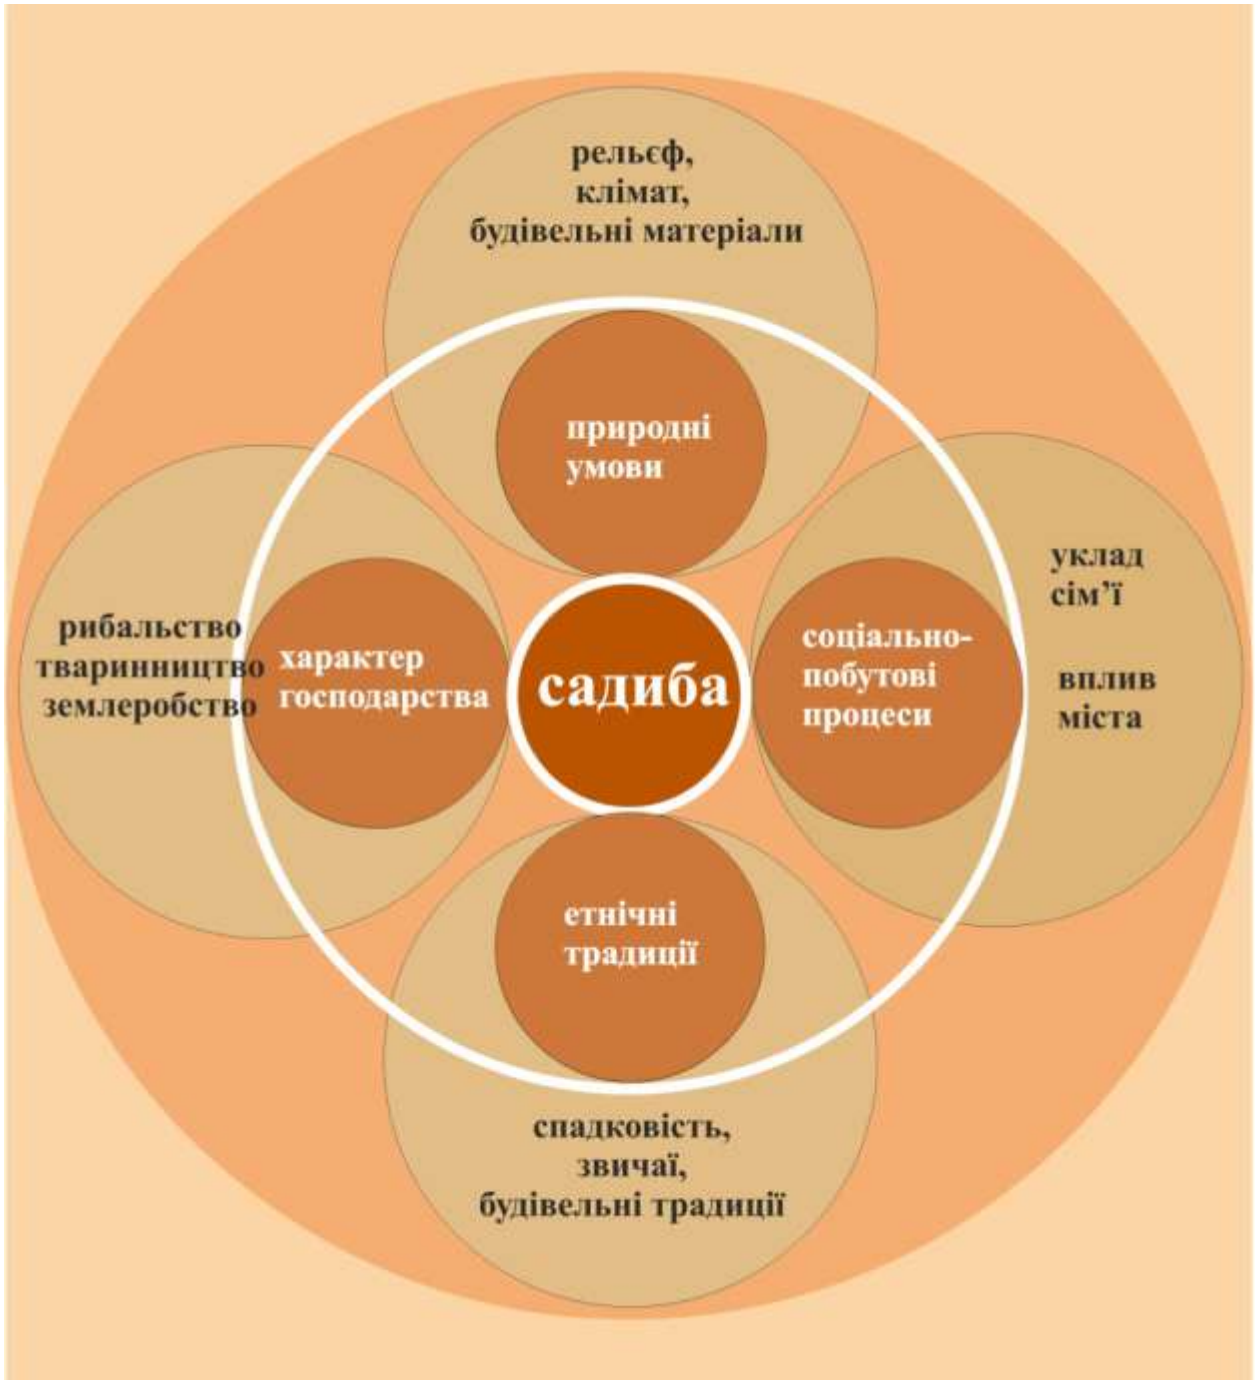 рельєф,
клімат,
будівельні матеріали
природні
умови
рибальство
тваринництво
землеробство
характер
господарства
садиба
соціально-
побутові
процеси
уклад
сім’ї
вплив
міста
етнічні
традиції
спадковість,
звичаї,
будівельні традиції